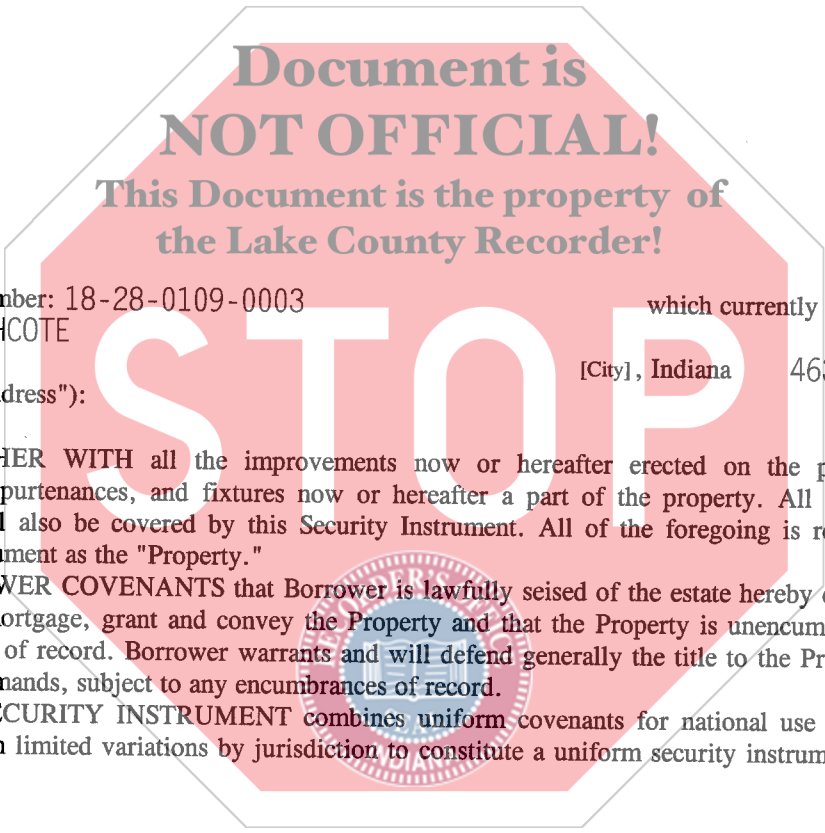 Document is
NOT OFFICIAL!
This Document is the property of
the Lake County Recorder!
mber: 18-28-0109-0003 which currently
HCOTE
[City], Indiana 463
dress"):
STOP
HER WITH all the improvements now or hereafter erected on the p
purtenances, and fixtures now or hereafter a part of the property. All
l also be covered by this Security Instrument. All of the foregoing is re
ument as the "Property."
WER COVENANTS that Borrower is lawfully seised of the estate hereby c
ortgage, grant and convey the Property and that the Property is unencum
of record. Borrower warrants and will defend generally the title to the Pr
mands, subject to any encumbrances of record.
ECURITY INSTRUMENT combines uniform covenants for national use
h limited variations by jurisdiction to constitute a uniform security instrum
RECORDER'S OFFICE
INDIANA